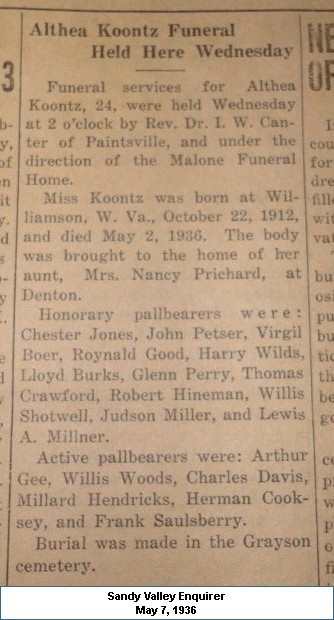 Althea Koontz Funeral
Held Here Wednesday
Funeral services for Althea
Koontz, 24, were held Wednesday
at 2 o'clock by Rev. Dr. I. W. Can-
ter of Paintsville, and under the
direction of the Malone Funeral
Home.
Miss Koontz was born at Wil-
liamson, W. Va., October 22, 1912,
and died May 2, 1936. The body
was brought to the home of her
aunt, Mrs. Nancy Prichard, at
Denton.
Honorary pallbearers were:
Chester Jones, John Petser, Virgil
Boer, Roynald Good, Harry Wilds,
Lloyd Burks, Glenn Perry, Thomas
Crawford, Robert Hineman, Willis
Shotwell, Judson Miller, and Lewis
A. Millner.
Active pallbearers were: Arthur
Gee, Willis Woods, Charles Davis,
Millard Hendricks, Herman Cook-
sey, and Frank Saulsberry.
Burial was made in the Grayson
cemetery.
Sandy Valley Enquirer
May 7, 1936